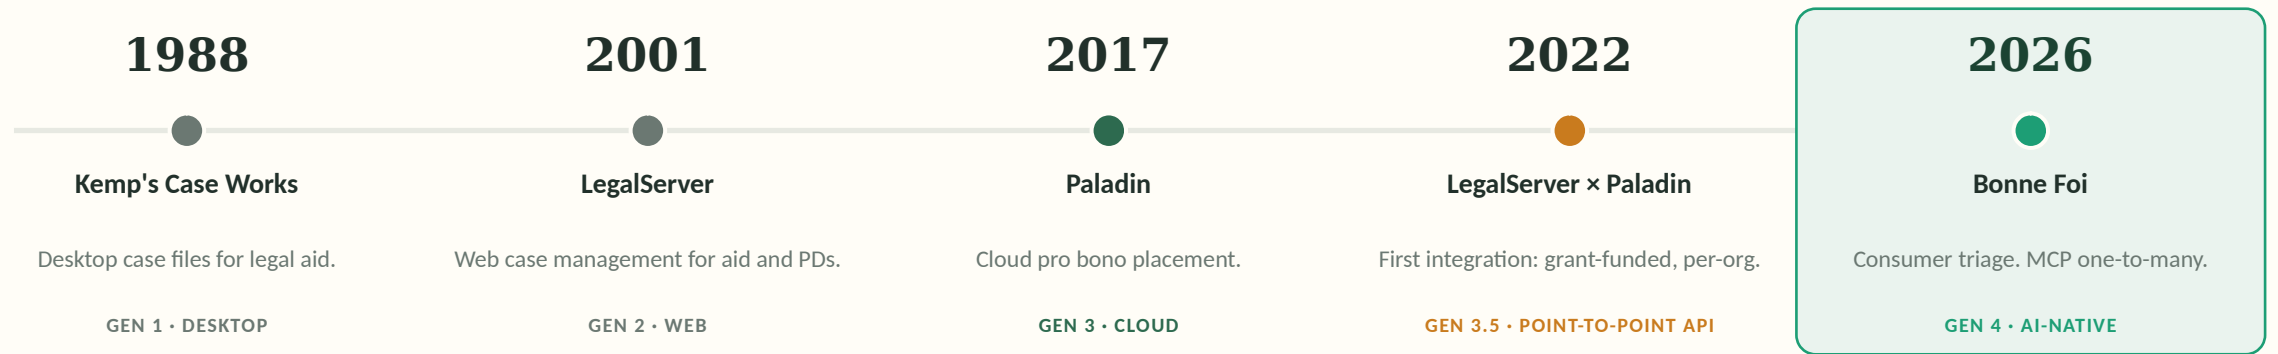 1988
Kemp's Case Works
Desktop case files for legal aid.
GEN 1 · DESKTOP
2001
LegalServer
Web case management for aid and PDs.
GEN 2 · WEB
2017
Paladin
Cloud pro bono placement.
GEN 3 · CLOUD
2022
LegalServer × Paladin
First integration: grant-funded, per-org.
GEN 3.5 · POINT-TO-POINT API
2026
Bonne Foi
Consumer triage. MCP one-to-many.
GEN 4 · AI-NATIVE